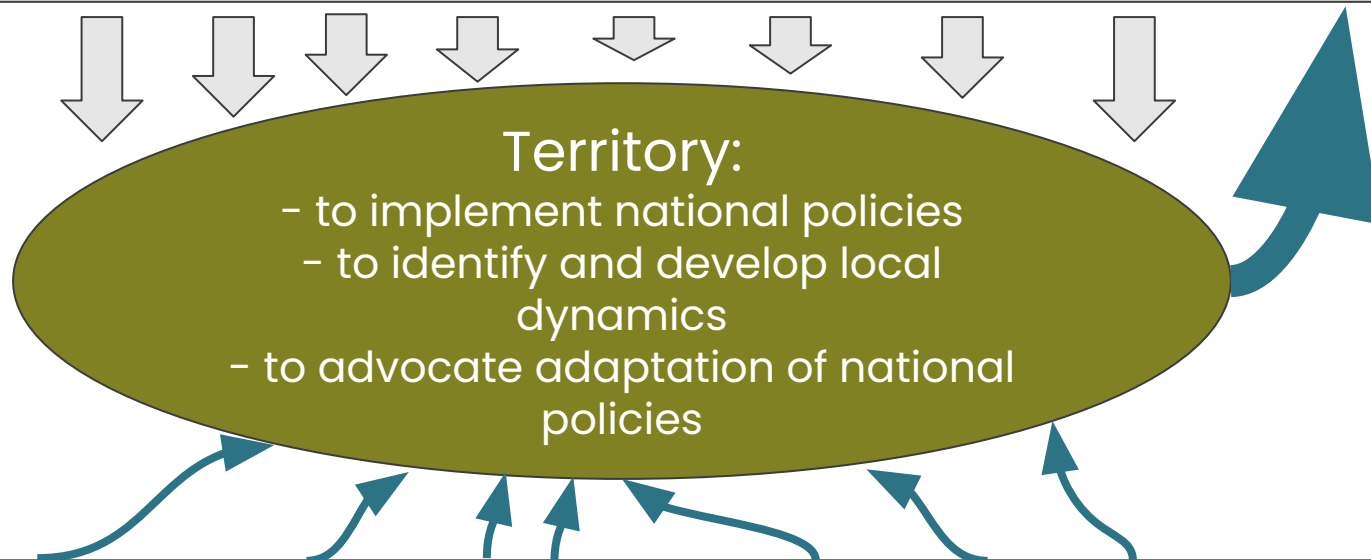 Territory:
- to implement national policies
- to identify and develop local
dynamics
- to advocate adaptation of national
policies